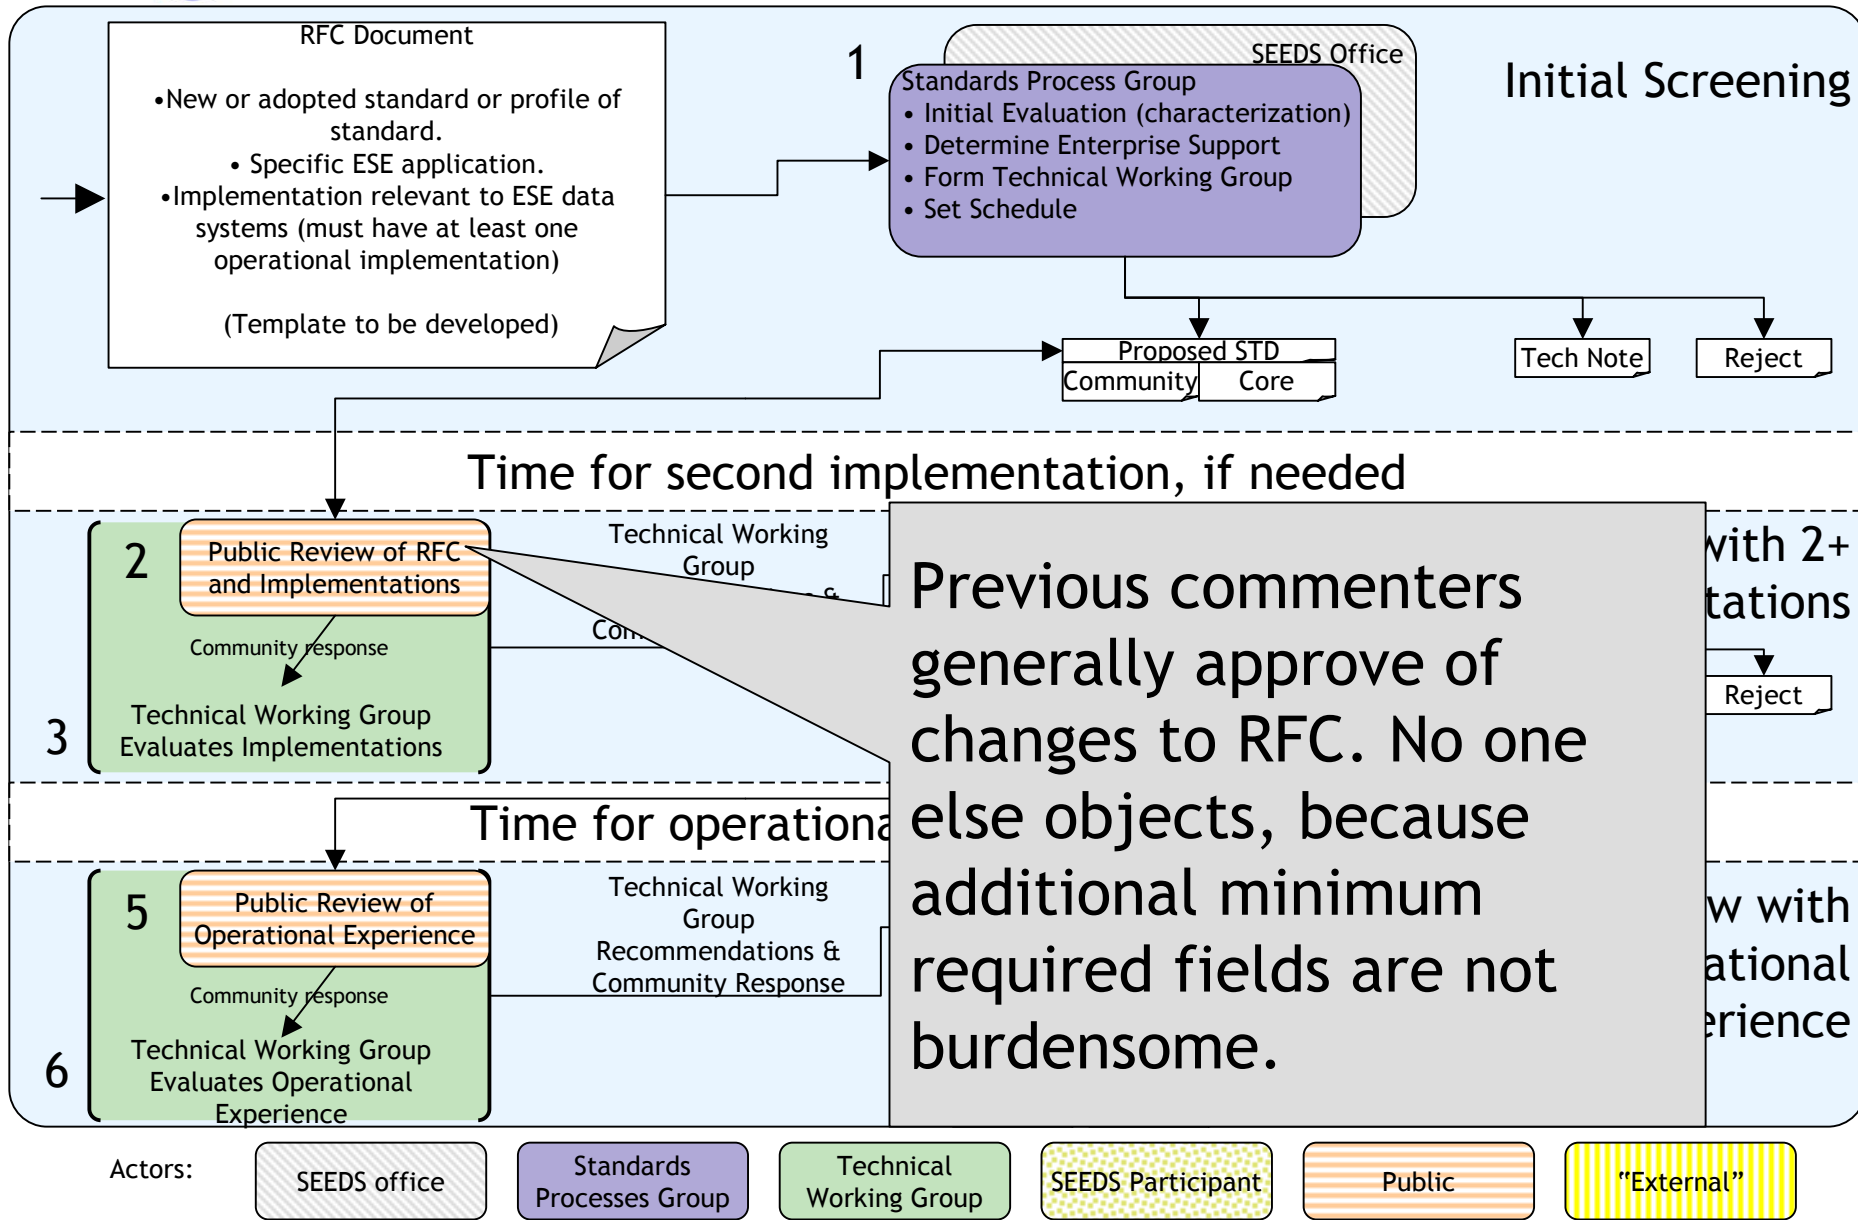 RFC Document
•New or adopted standard or profile of
standard.
• Specific ESE application.
•Implementation relevant to ESE data
systems (must have at least one
operational implementation)
(Template to be developed)
1
SEEDS Office
Standards Process Group
• Initial Evaluation (characterization)
• Determine Enterprise Support
• Form Technical Working Group
• Set Schedule
Initial Screening
Proposed STD
Community
Core
Tech Note
Reject
Time for second implementation, if needed
2
Public Review of RFC
and Implementations
Community response
3
Technical Working Group
Evaluates Implementations
Technical Working
Group
&
with 2+
Reject
Previous commenters
generally approve of
changes to RFC. No one
else objects, because
additional minimum
required fields are not
burdensome.
Time for
5
Public Review of
Operational Experience
Community response
6
Technical Working Group
Evaluates Operational
Experience
Technical Working
Group
Recommendations &
Community Response
with
Actors:
SEEDS office
Standards
Processes Group
Technical
Working Group
SEEDS Participant
Public
“External”